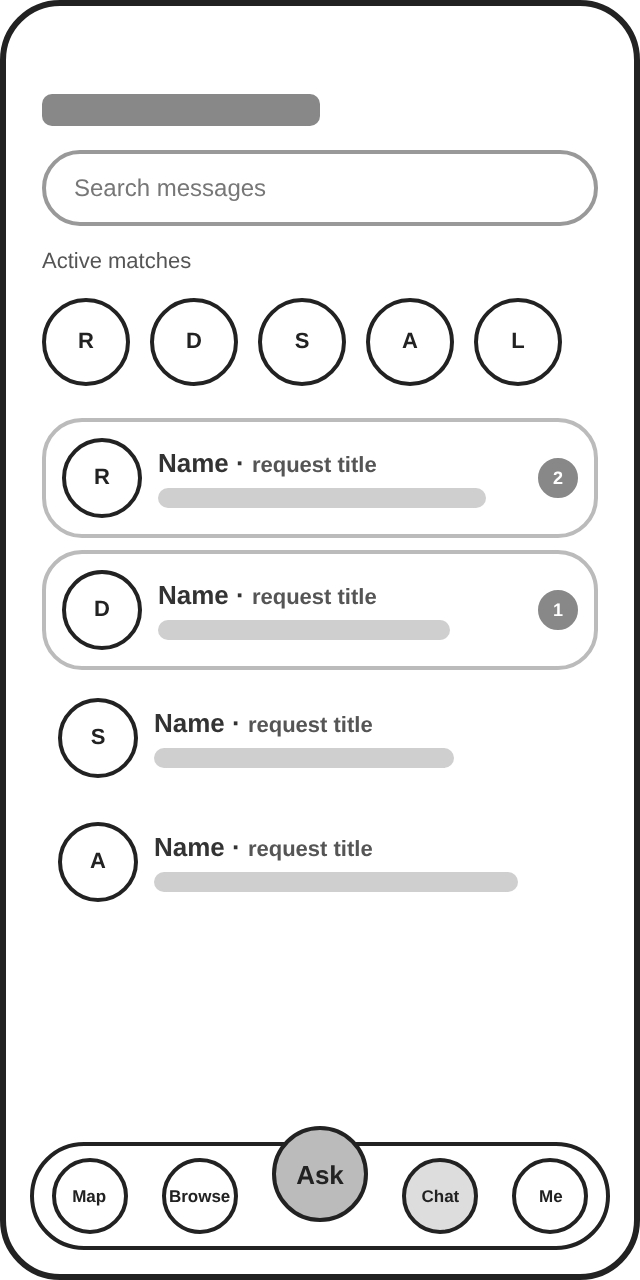 Search messages
Active matches
R D S A L
R Name · request title 2
D Name · request title 1
S Name · request title
A Name · request title
Map Browse Ask Chat Me